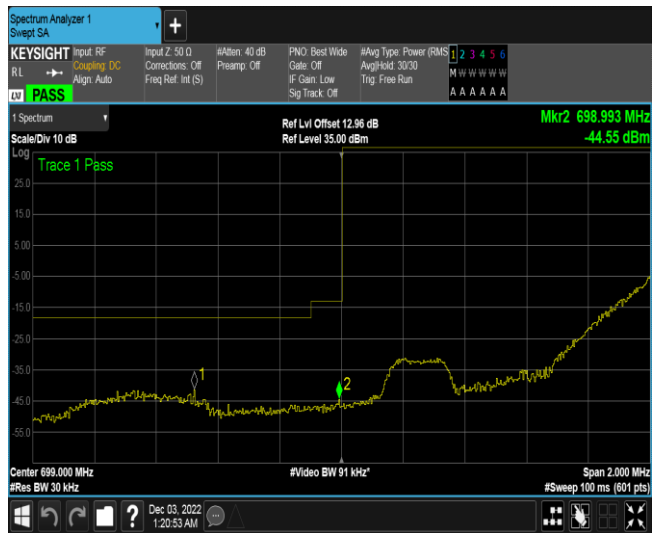 Spectrum Analyzer 1
Swept SA
+
KEYSIGHT
RL
LXI
PASS
Input: RF
Coupling: DC
Align: Auto
Input Z: 50 Ω
Corrections: Off
Freq Ref: Int (S)
#Atten: 40 dB
Preamp: Off
PNO: Best Wide
Gate: Off
IF Gain: Low
Sig Track: Off
#Avg Type: Power (RMS
Avg|Hold: 30/30
Trig: Free Run
1 2 3 4 5 6
M W W W W W
A A A A A A
1 Spectrum
Scale/Div 10 dB
Ref Lvl Offset 12.96 dB
Ref Level 35.00 dBm
Mkr2 698.993 MHz
-44.55 dBm
Log
Trace 1 Pass
25.0
15.0
5.00
-5.00
-15.0
-25.0
-35.0
-45.0
-55.0
1
2
Center 699.000 MHz
#Res BW 30 kHz
#Video BW 91 kHz*
Span 2.000 MHz
#Sweep 100 ms (601 pts)
?
Dec 03, 2022
1:20:53 AM